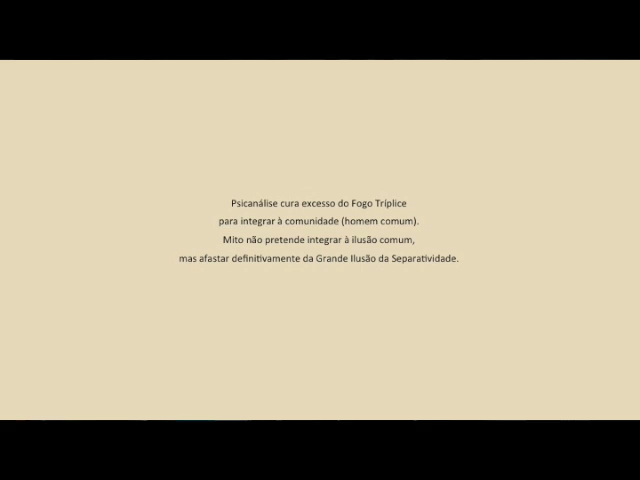 Psicanálise cura excesso do Fogo Tríplice
para integrar à comunidade (homem comum).
Mito não pretende integrar à ilusão comum,
mas afastar definitivamente da Grande Ilusão da Separatividade.